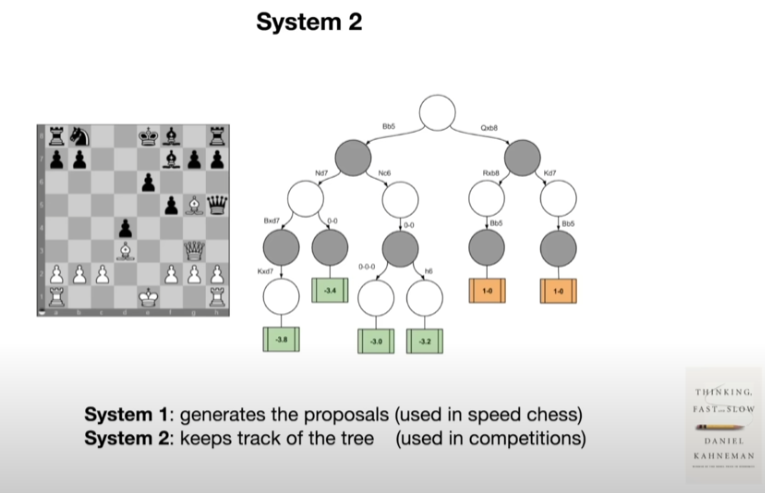 System 2
Bb5
Qxb8
Nd7
Nc6
Rxb8
Kd7
Bxd7
0-0
0-0
Bb5
Bb5
Kxd7
0-0-0
h6
-3.4
1-0
1-0
-3.8
-3.0
-3.2
System 1: generates the proposals (used in speed chess)
System 2: keeps track of the tree (used in competitions)
THINKING,
FAST AND SLOW
DANIEL
KAHNEMAN